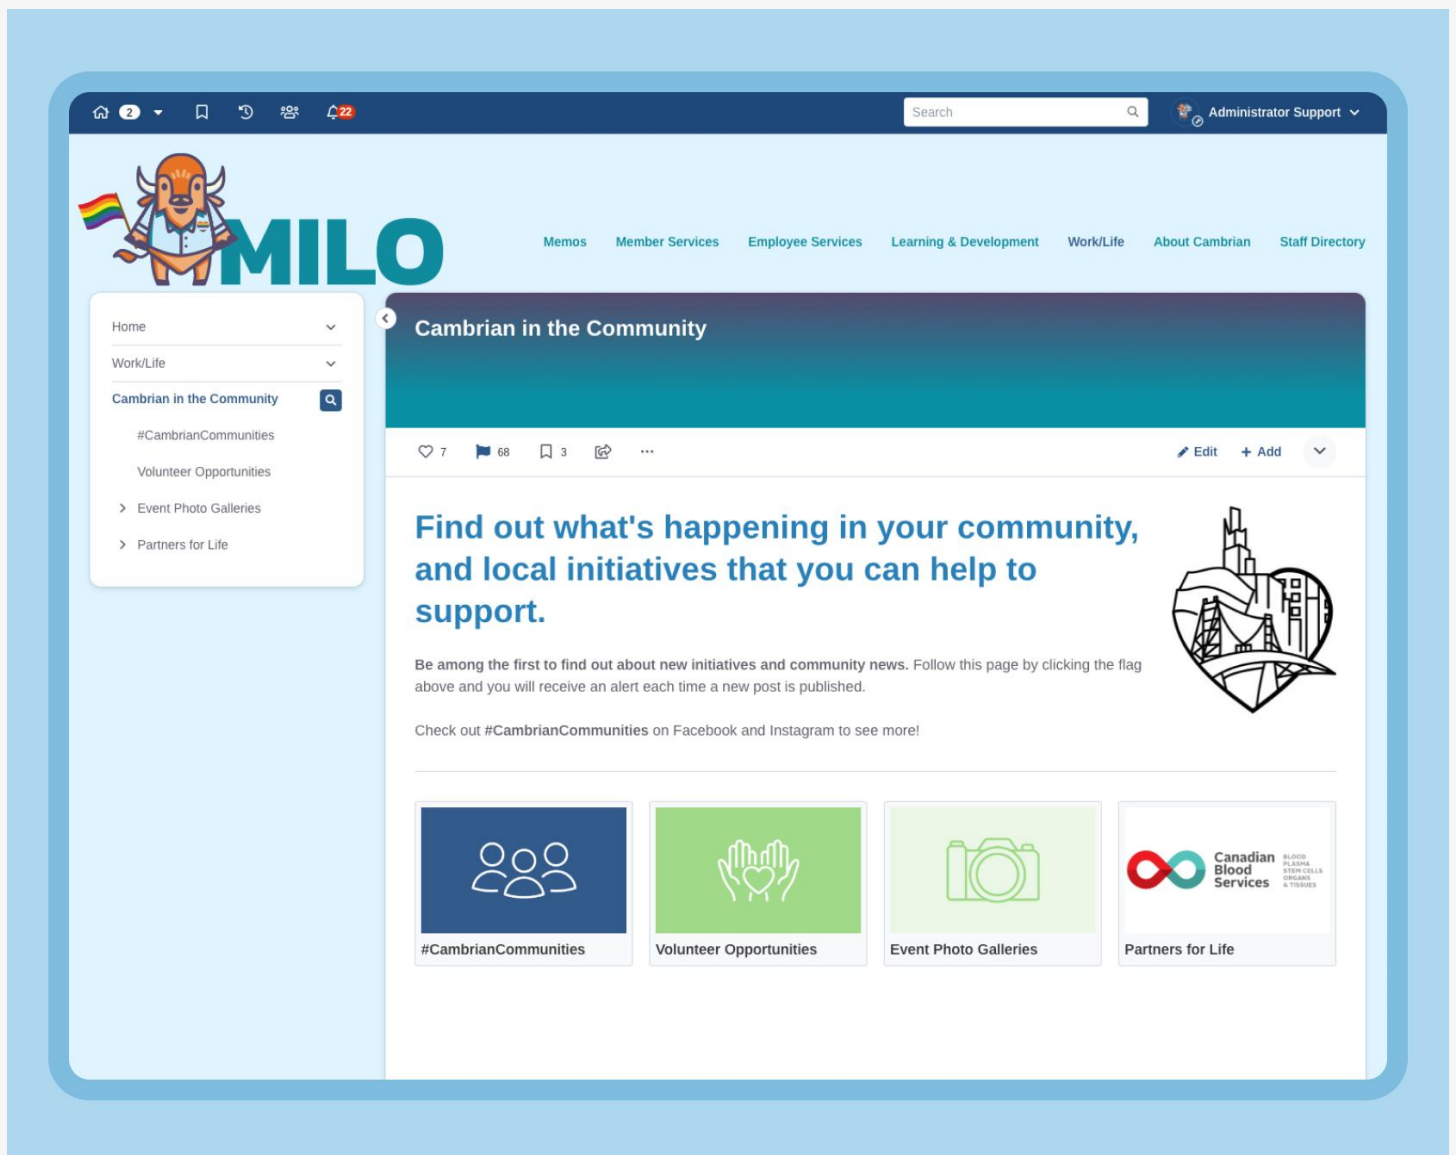 2
22
Search
Administrator Support
MILO
Memos
Member Services
Employee Services
Learning & Development
Work/Life
About Cambrian
Staff Directory
Home
Work/Life
Cambrian in the Community
#CambrianCommunities
Volunteer Opportunities
Event Photo Galleries
Partners for Life
Cambrian in the Community
7
68
3
Edit
Add
Find out what's happening in your community,
and local initiatives that you can help to
support.
Be among the first to find out about new initiatives and community news. Follow this page by clicking the flag
above and you will receive an alert each time a new post is published.
Check out #CambrianCommunities on Facebook and Instagram to see more!
#CambrianCommunities
Volunteer Opportunities
Event Photo Galleries
Canadian
Blood
Services
BLOOD
PLASMA
STEM CELLS
ORGANS
& TISSUES
Partners for Life